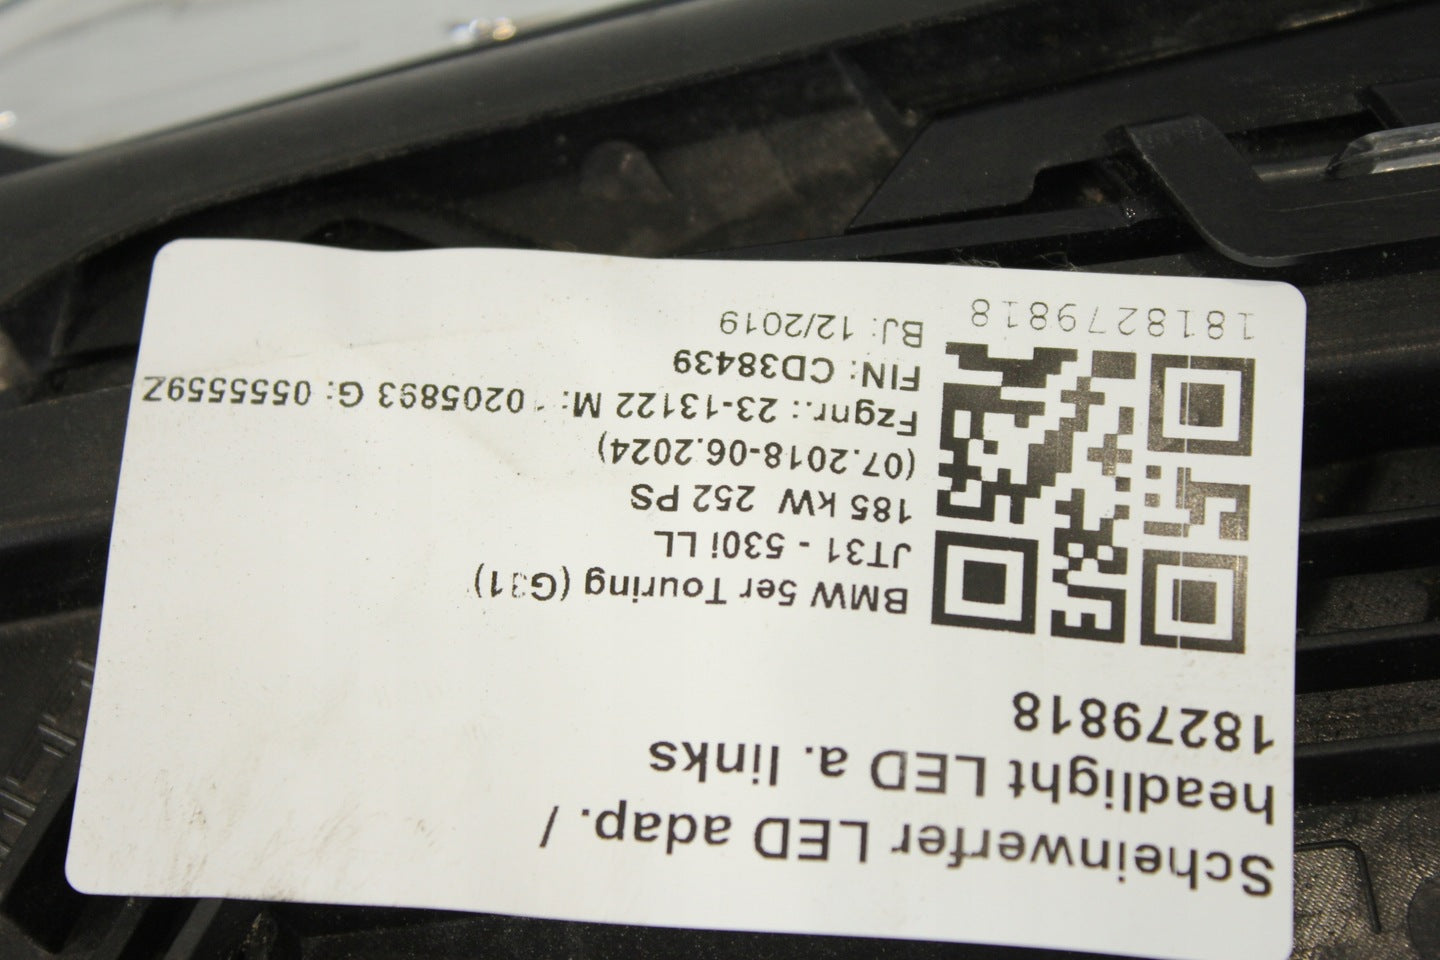 Scheinwerfer LED adap. /
headlight LED a. links
18279818
BMW 5er Touring (G31)
JT31 - 530i LL
185 kW 252 PS
(07.2018-06.2024)
Fzgnr.: 23-13122 M: 0205893 G: 0555559Z
FIN: CD38439
BJ: 12/2019
1818279818